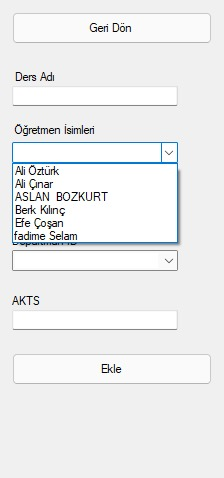 Geri Dön
Ders Adı
Öğretmen İsimleri
Ali Öztürk
Ali Çınar
ASLAN  BOZKURT
Berk Kılınç
Efe Çoşan
fadime Selam
AKTS
Ekle